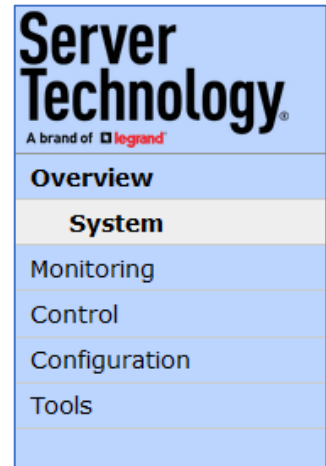 Server
Technology®
A brand of legrand®
Overview
System
Monitoring
Control
Configuration
Tools